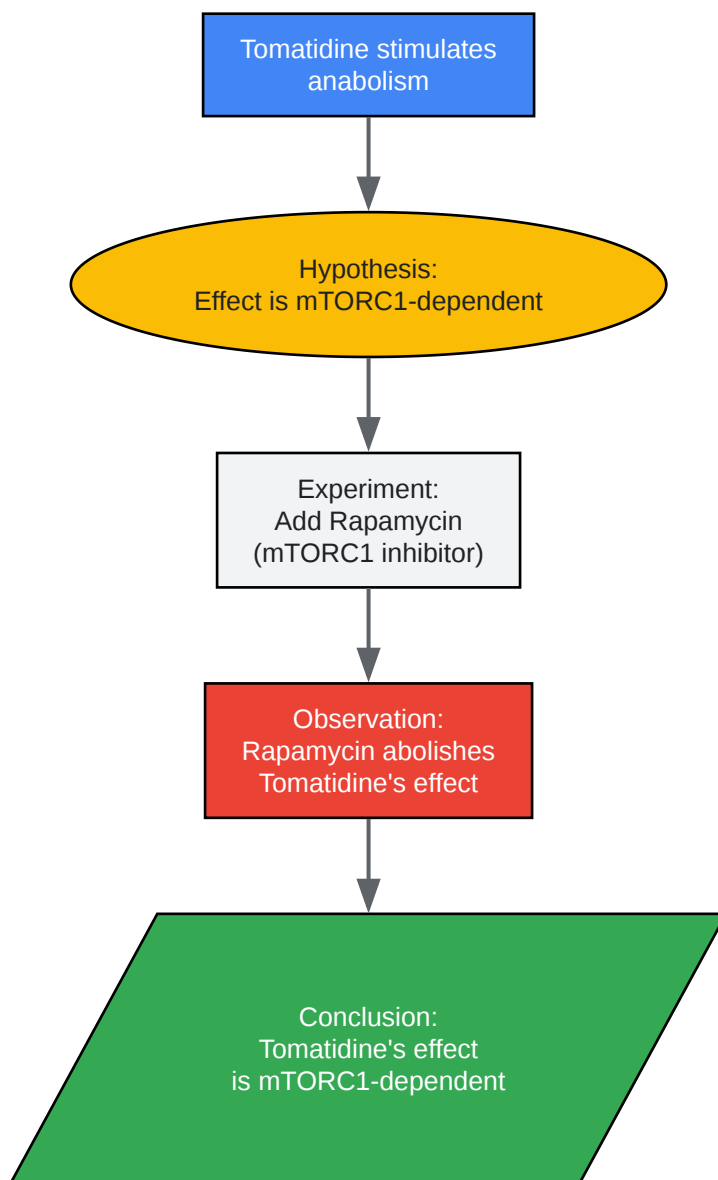 Tomatidine stimulates
anabolism
Hypothesis:
Effect is mTORC1-dependent
Experiment:
Add Rapamycin
(mTORC1 inhibitor)
Observation:
Rapamycin abolishes
Tomatidine's effect
Conclusion:
Tomatidine's effect
is mTORC1-dependent